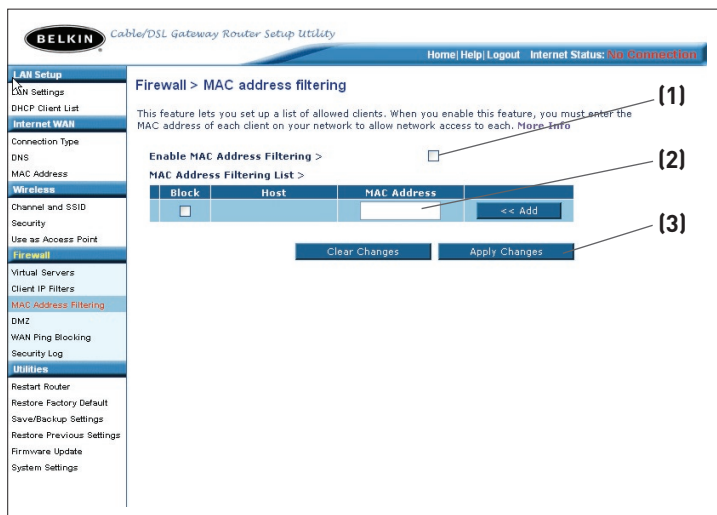 BELKIN
Cable/DSL Gateway Router Setup Utility
Home| Help| Logout Internet Status: No Connection
LAN Setup
LAN Settings
DHCP Client List
Internet WAN
Connection Type
DNS
MAC Address
Wireless
Channel and SSID
Security
Use as Access Point
Firewall
Virtual Servers
Client IP Filters
MAC Address Filtering
DMZ
WAN Ping Blocking
Security Log
Utilities
Restart Router
Restore Factory Default
Save/Backup Settings
Restore Previous Settings
Firmware Update
System Settings
Firewall > MAC address filtering
This feature lets you set up a list of allowed clients. When you enable this feature, you must enter the
MAC address of each client on your network to allow network access to each. More Info
Enable MAC Address Filtering >
MAC Address Filtering List >
Block Host MAC Address
<< Add
Clear Changes Apply Changes
(1)
(2)
(3)